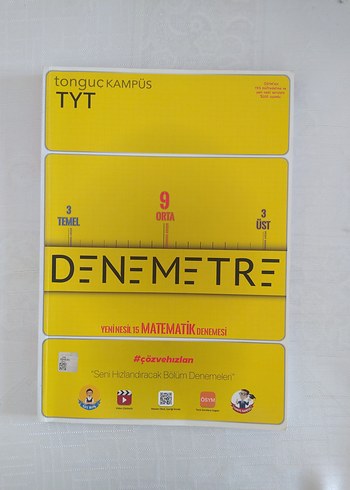 tonguç KAMPÜS
TYT
3
TEMEL
9
ORTA
3
ÜST
DENEMETRE
YENİ NESİL 15 MATEMATİK DENEMESİ
#çözvehızlan
"Seni Hızlandıracak Bölüm Denemeleri"
ÖSYM